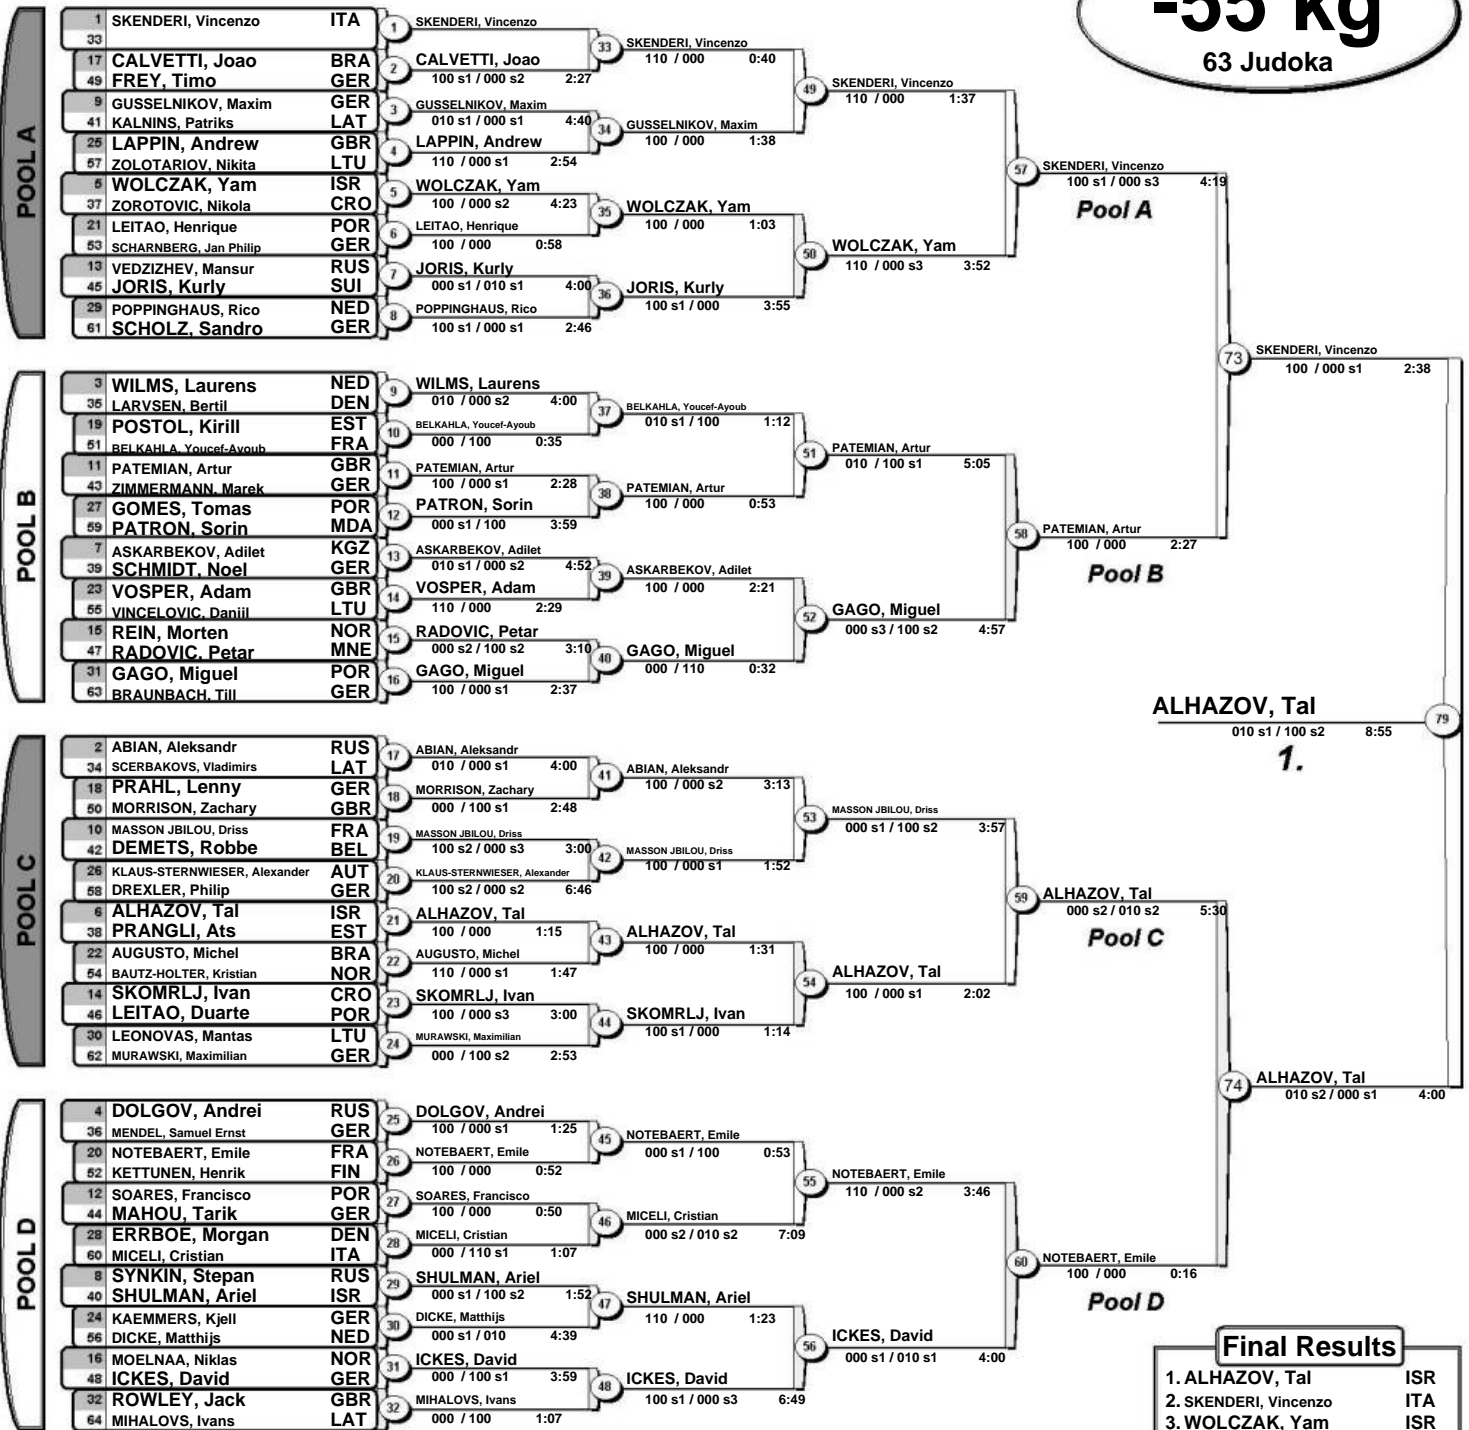 -55 kg
63 Judoka
POOL A
1 SKENDERI, Vincenzo ITA
33
17 CALVETTI, Joao BRA
49 FREY, Timo GER
9 GUSSELNIKOV, Maxim GER
41 KALNINS, Patriks LAT
25 LAPPIN, Andrew GBR
57 ZOLOTARIOV, Nikita LTU
5 WOLCZAK, Yam ISR
37 ZOROTOVIC, Nikola CRO
21 LEITAO, Henrique POR
53 SCHARNBERG, Jan Philip GER
13 VEDZIZHEV, Mansur RUS
45 JORIS, Kurly SUI
29 POPPINGHAUS, Rico NED
61 SCHOLZ, Sandro GER
1 SKENDERI, Vincenzo
2 CALVETTI, Joao
100 s1 / 000 s2 2:27
3 GUSSELNIKOV, Maxim
010 s1 / 000 s1 4:40
4 LAPPIN, Andrew
110 / 000 s1 2:54
5 WOLCZAK, Yam
100 / 000 s2 4:23
6 LEITAO, Henrique
100 / 000 0:58
7 JORIS, Kurly
000 s1 / 010 s1 4:00
8 POPPINGHAUS, Rico
100 s1 / 000 s1 2:46
33 SKENDERI, Vincenzo
110 / 000 0:40
34 GUSSELNIKOV, Maxim
100 / 000 1:38
35 WOLCZAK, Yam
100 / 000 1:03
36 JORIS, Kurly
100 s1 / 000 3:55
49 SKENDERI, Vincenzo
110 / 000 1:37
50 WOLCZAK, Yam
110 / 000 s3 3:52
57 SKENDERI, Vincenzo
100 s1 / 000 s3 4:19
Pool A
POOL B
3 WILMS, Laurens NED
35 LARVSEN, Bertil DEN
19 POSTOL, Kirill EST
51 BELKAHLA, Youcef-Ayoub FRA
11 PATEMIAN, Artur GBR
43 ZIMMERMANN, Marek GER
27 GOMES, Tomas POR
59 PATRON, Sorin MDA
7 ASKARBEKOV, Adilet KGZ
39 SCHMIDT, Noel GER
23 VOSPER, Adam GBR
55 VINCELOVIC, Daniil LTU
15 REIN, Morten NOR
47 RADOVIC, Petar MNE
31 GAGO, Miguel POR
63 BRAUNBACH, Till GER
9 WILMS, Laurens
010 / 000 s2 4:00
10 BELKAHLA, Youcef-Ayoub
000 / 100 0:35
11 PATEMIAN, Artur
100 / 000 s1 2:28
12 PATRON, Sorin
000 s1 / 100 3:59
13 ASKARBEKOV, Adilet
010 s1 / 000 s2 4:52
14 VOSPER, Adam
110 / 000 2:29
15 RADOVIC, Petar
000 s2 / 100 s2 3:10
16 GAGO, Miguel
100 / 000 s1 2:37
37 BELKAHLA, Youcef-Ayoub
010 s1 / 100 1:12
38 PATEMIAN, Artur
100 / 000 0:53
39 ASKARBEKOV, Adilet
100 / 000 2:21
40 GAGO, Miguel
000 / 110 0:32
51 PATEMIAN, Artur
010 / 100 s1 5:05
52 GAGO, Miguel
000 s3 / 100 s2 4:57
58 PATEMIAN, Artur
100 / 000 2:27
Pool B
73 SKENDERI, Vincenzo
100 / 000 s1 2:38
ALHAZOV, Tal 79
010 s1 / 100 s2 8:55
1.
POOL C
2 ABIAN, Aleksandr RUS
34 SCERBAKOVS, Vladimirs LAT
18 PRAHL, Lenny GER
50 MORRISON, Zachary GBR
10 MASSON JBILOU, Driss FRA
42 DEMETS, Robbe BEL
26 KLAUS-STERNWIESER, Alexander AUT
58 DREXLER, Philip GER
6 ALHAZOV, Tal ISR
38 PRANGLI, Ats EST
22 AUGUSTO, Michel BRA
54 BAUTZ-HOLTER, Kristian NOR
14 SKOMRLJ, Ivan CRO
46 LEITAO, Duarte POR
30 LEONOVAS, Mantas LTU
62 MURAWSKI, Maximilian GER
17 ABIAN, Aleksandr
010 / 000 s1 4:00
18 MORRISON, Zachary
000 / 100 s1 2:48
19 MASSON JBILOU, Driss
100 s2 / 000 s3 3:00
20 KLAUS-STERNWIESER, Alexander
100 s2 / 000 s2 6:46
21 ALHAZOV, Tal
100 / 000 1:15
22 AUGUSTO, Michel
110 / 000 s1 1:47
23 SKOMRLJ, Ivan
100 / 000 s3 3:00
24 MURAWSKI, Maximilian
000 / 100 s2 2:53
41 ABIAN, Aleksandr
100 / 000 s2 3:13
42 MASSON JBILOU, Driss
100 / 000 s1 1:52
43 ALHAZOV, Tal
100 / 000 1:31
44 SKOMRLJ, Ivan
100 s1 / 000 1:14
53 MASSON JBILOU, Driss
000 s1 / 100 s2 3:57
54 ALHAZOV, Tal
100 / 000 s1 2:02
59 ALHAZOV, Tal
000 s2 / 010 s2 5:30
Pool C
74 ALHAZOV, Tal
010 s2 / 000 s1 4:00
POOL D
4 DOLGOV, Andrei RUS
36 MENDEL, Samuel Ernst GER
20 NOTEBAERT, Emile FRA
52 KETTUNEN, Henrik FIN
12 SOARES, Francisco POR
44 MAHOU, Tarik GER
28 ERRBOE, Morgan DEN
60 MICELI, Cristian ITA
8 SYNKIN, Stepan RUS
40 SHULMAN, Ariel ISR
24 KAEMMERS, Kjell GER
56 DICKE, Matthijs NED
16 MOELNAA, Niklas NOR
48 ICKES, David GER
32 ROWLEY, Jack GBR
64 MIHALOVS, Ivans LAT
25 DOLGOV, Andrei
100 / 000 s1 1:25
26 NOTEBAERT, Emile
100 / 000 0:52
27 SOARES, Francisco
100 / 000 0:50
28 MICELI, Cristian
000 / 110 s1 1:07
29 SHULMAN, Ariel
000 s1 / 100 s2 1:52
30 DICKE, Matthijs
000 s1 / 010 4:39
31 ICKES, David
000 / 100 s1 3:59
32 MIHALOVS, Ivans
000 / 100 1:07
45 NOTEBAERT, Emile
000 s1 / 100 0:53
46 MICELI, Cristian
000 s2 / 010 s2 7:09
47 SHULMAN, Ariel
110 / 000 1:23
48 ICKES, David
100 s1 / 000 s3 6:49
55 NOTEBAERT, Emile
110 / 000 s2 3:46
56 ICKES, David
000 s1 / 010 s1 4:00
60 NOTEBAERT, Emile
100 / 000 0:16
Pool D
Final Results
1. ALHAZOV, Tal ISR
2. SKENDERI, Vincenzo ITA
3. WOLCZAK, Yam ISR